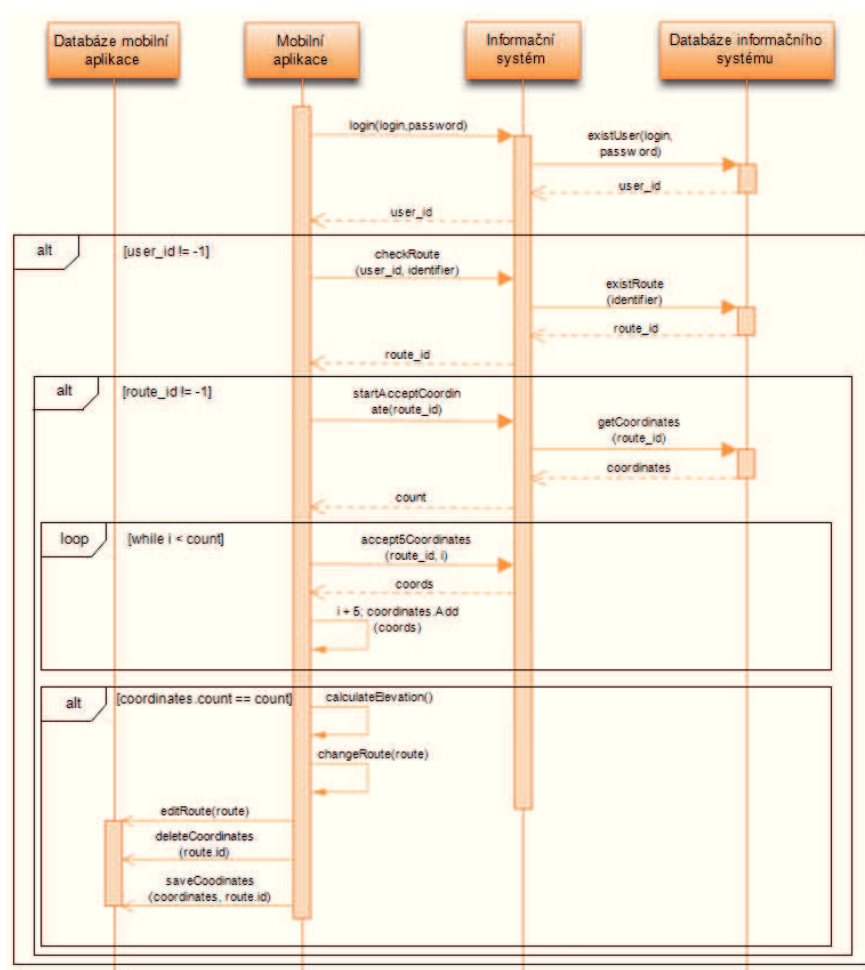 Databáze mobilní
aplikace
Mobilní
aplikace
Informační
systém
Databáze informačního
systému
login(login,password)
existUser(login,
password)
user_id
user_id
alt
[user_id != -1]
checkRoute
(user_id, identifier)
existRoute
(identifier)
route_id
route_id
alt
[route_id != -1]
startAcceptCoordin
ate(route_id)
getCoordinates
(route_id)
coordinates
count
loop
[while i < count]
accept5Coordinates
(route_id, i)
coords
i + 5; coordinates.Add
(coords)
alt
[coordinates.count == count]
calculateElevation()
changeRoute(route)
editRoute(route)
deleteCoordinates
(route.id)
saveCoodinates
(coordinates, route.id)